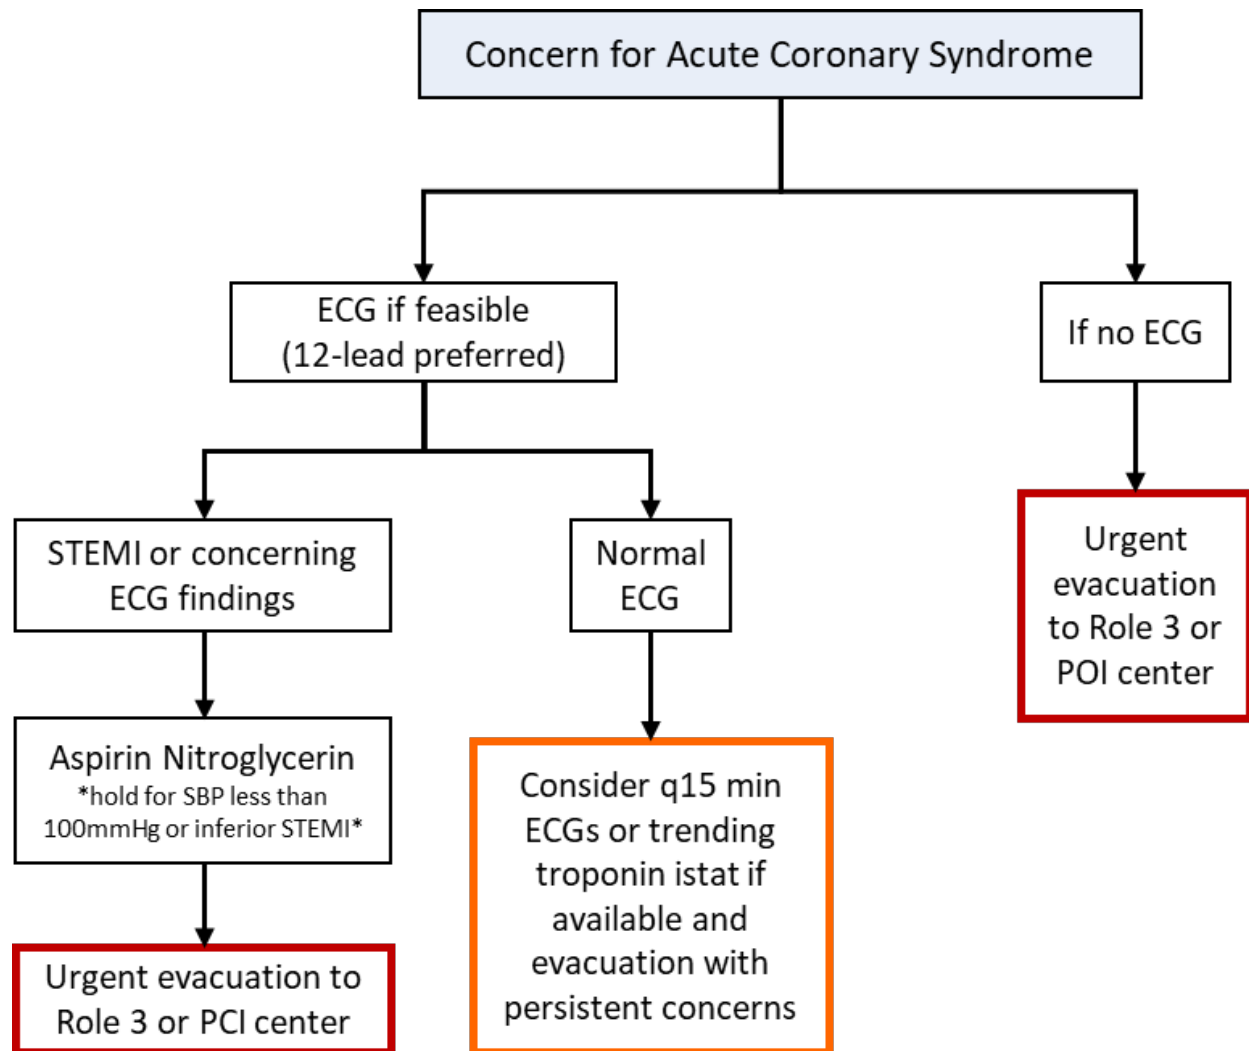 Concern for Acute Coronary Syndrome
ECG if feasible
(12-lead preferred)
If no ECG
STEMI or concerning
ECG findings
Normal
ECG
Urgent
evacuation
to Role 3 or
POI center
Aspirin Nitroglycerin
*hold for SBP less than
100mmHg or inferior STEMI*
Consider q15 min
ECGs or trending
troponin istat if
available and
evacuation with
persistent concerns
Urgent evacuation to
Role 3 or PCI center